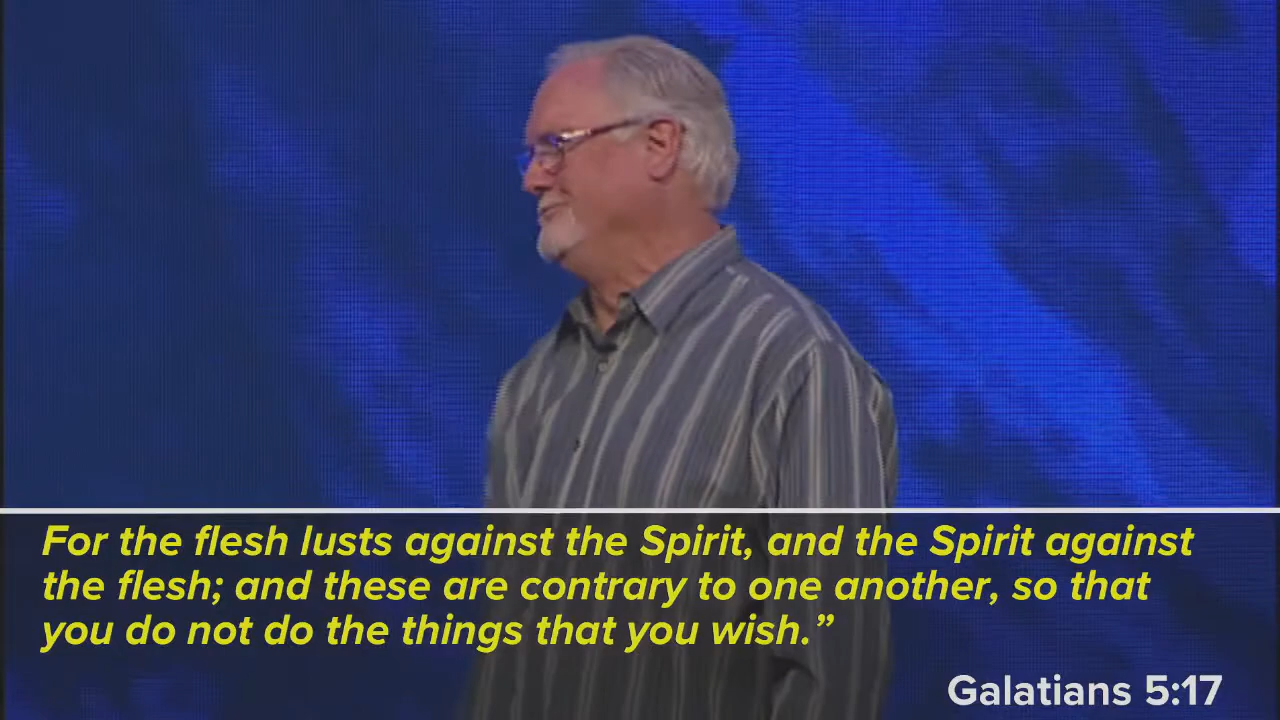 For the flesh lusts against the Spirit, and the Spirit against
the flesh; and these are contrary to one another, so that
you do not do the things that you wish.”
Galatians 5:17